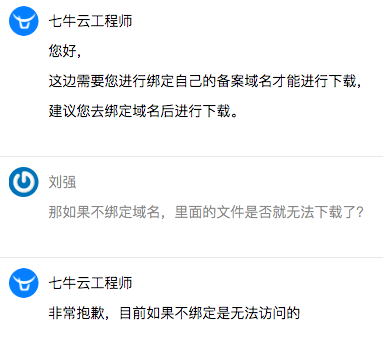 七牛云工程师
您好，
这边需要您进行绑定自己的备案域名才能进行下载，
建议您去绑定域名后进行下载。
刘强
那如果不绑定域名，里面的文件是否就无法下载了？
七牛云工程师
非常抱歉，目前如果不绑定是无法访问的